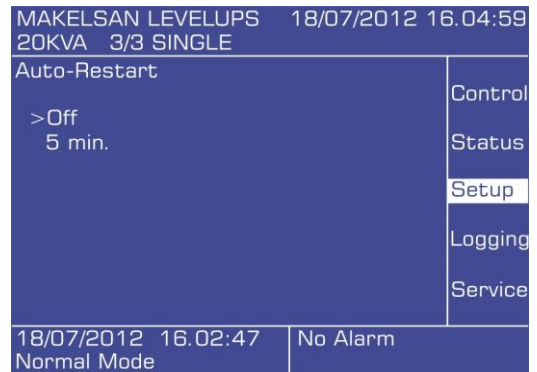 MAKELSAN LEVELUPS 18/07/2012 16.04:59
20KVA 3/3 SINGLE
Auto-Restart
>Off
5 min.
Control
Status
Setup
Logging
Service
18/07/2012 16.02:47 No Alarm
Normal Mode